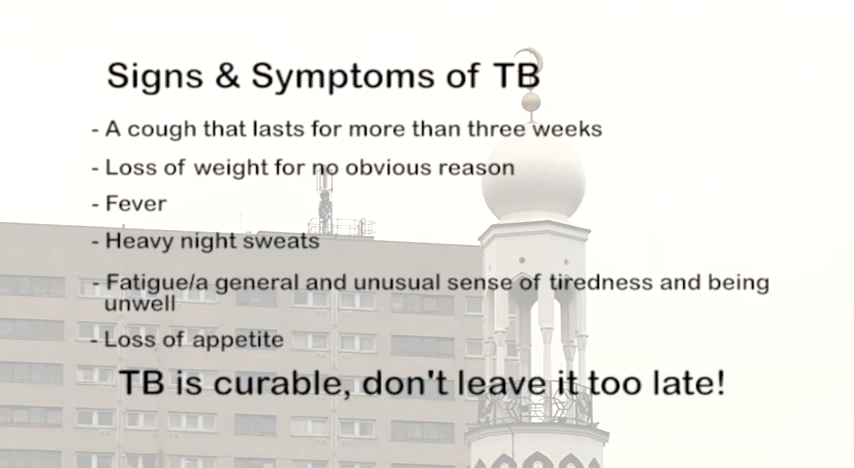 Signs & Symptoms of TB
- A cough that lasts for more than three weeks
- Loss of weight for no obvious reason
- Fever
- Heavy night sweats
- Fatigue/a general and unusual sense of tiredness and being
unwell
- Loss of appetite
TB is curable, don't leave it too late!